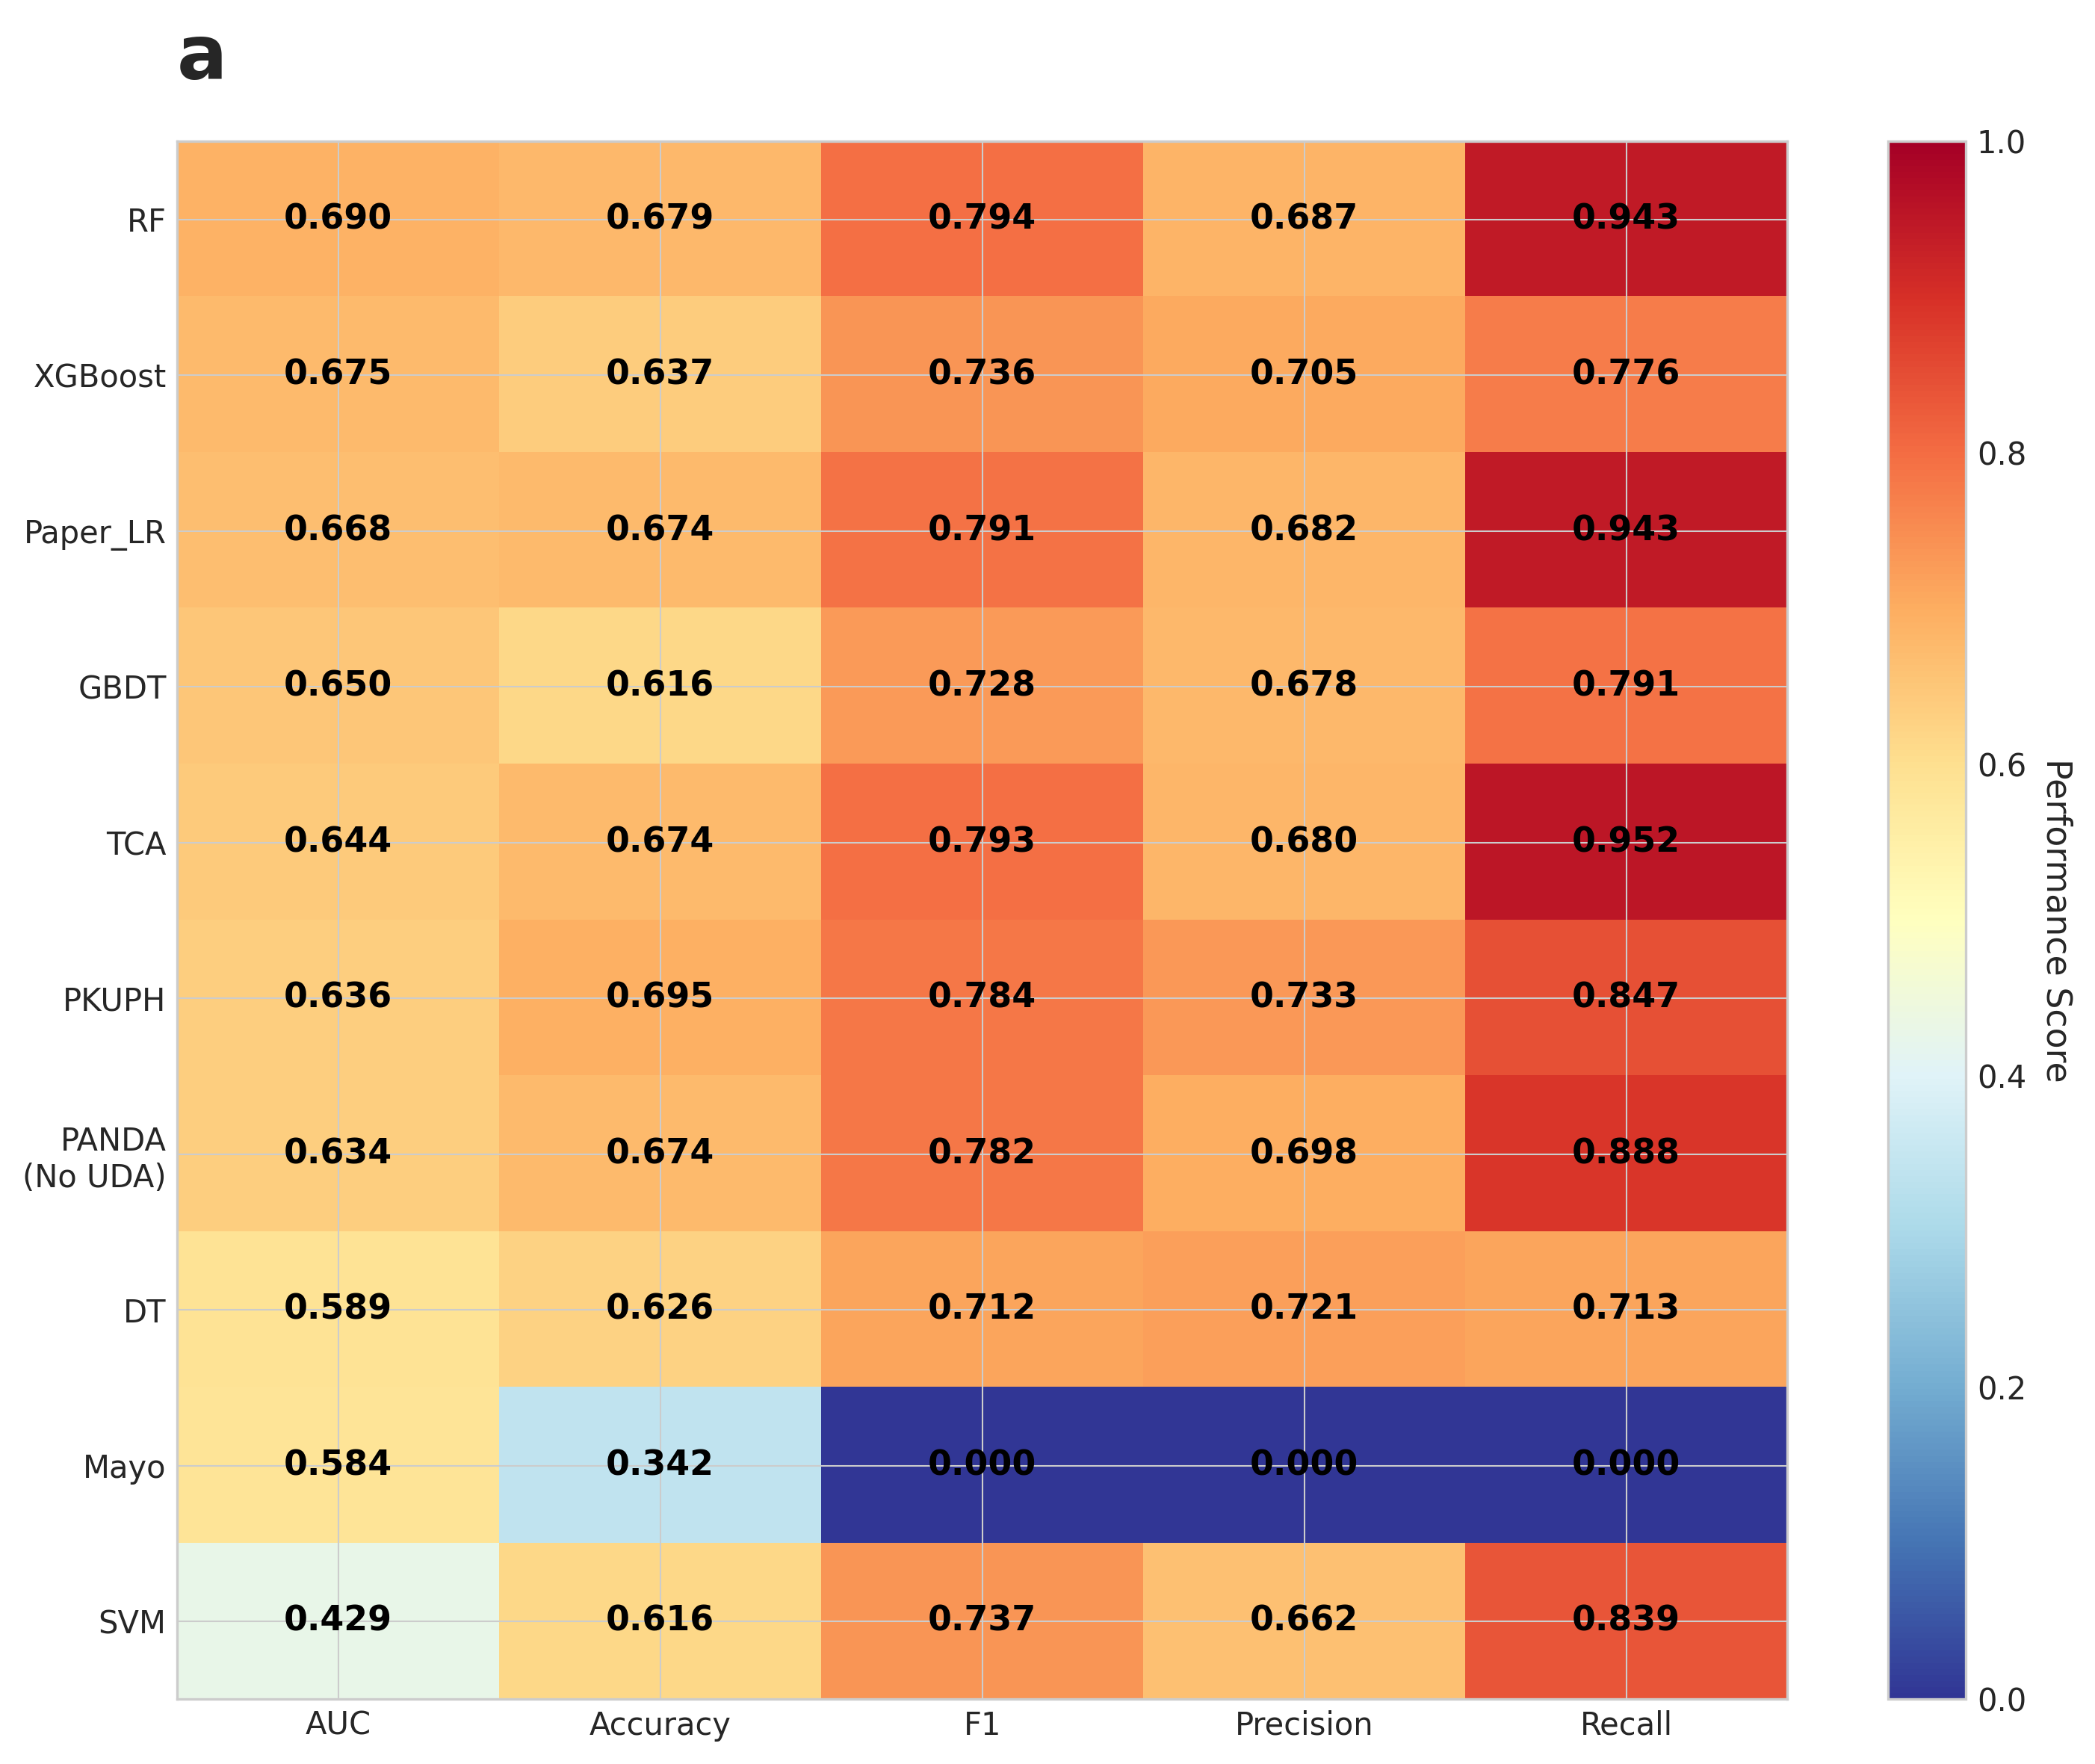 a
RF 0.690 0.679 0.794 0.687 0.943
XGBoost 0.675 0.637 0.736 0.705 0.776
Paper_LR 0.668 0.674 0.791 0.682 0.943
GBDT 0.650 0.616 0.728 0.678 0.791
TCA 0.644 0.674 0.793 0.680 0.952
PKUPH 0.636 0.695 0.784 0.733 0.847
PANDA
(No UDA) 0.634 0.674 0.782 0.698 0.888
DT 0.589 0.626 0.712 0.721 0.713
Mayo 0.584 0.342 0.000 0.000 0.000
SVM 0.429 0.616 0.737 0.662 0.839
AUC Accuracy F1 Precision Recall
1.0
0.8
0.6
0.4
0.2
0.0
Performance Score